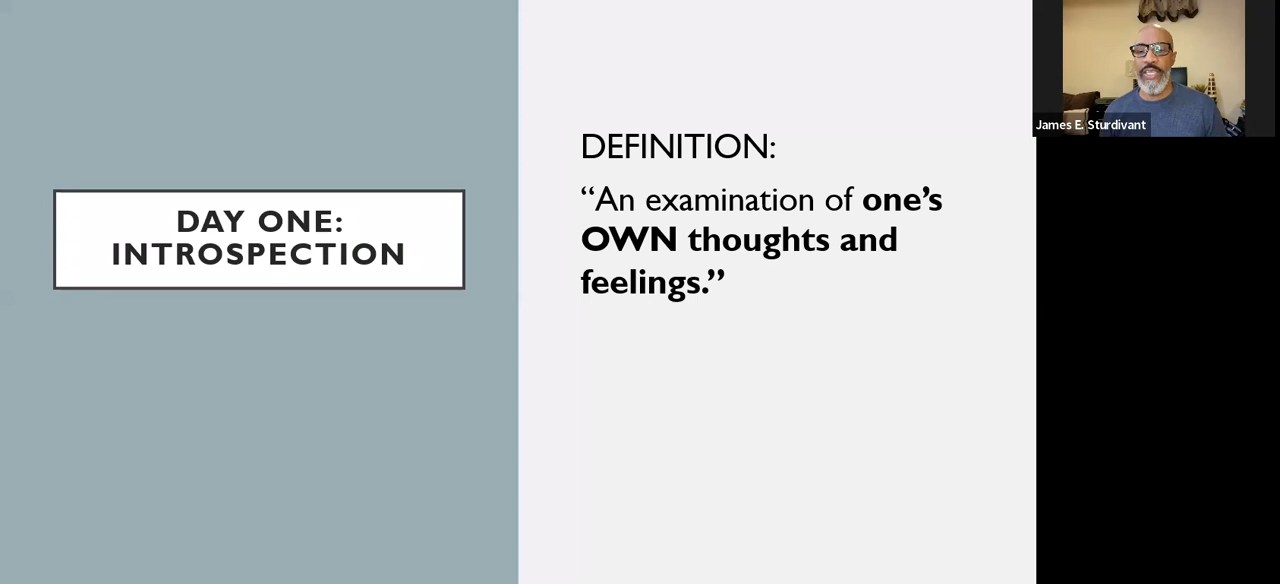 DAY ONE:
INTROSPECTION
DEFINITION:
“An examination of one’s
OWN thoughts and
feelings.”
James E. Sturdivant